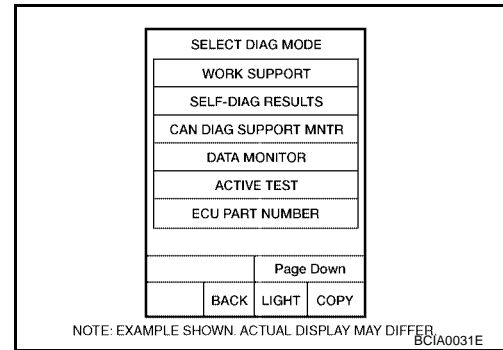 SELECT DIAG MODE
WORK SUPPORT
SELF-DIAG RESULTS
CAN DIAG SUPPORT MNTR
DATA MONITOR
ACTIVE TEST
ECU PART NUMBER
Page Down
BACK LIGHT COPY
NOTE: EXAMPLE SHOWN. ACTUAL DISPLAY MAY DIFFER.
BCIA0031E